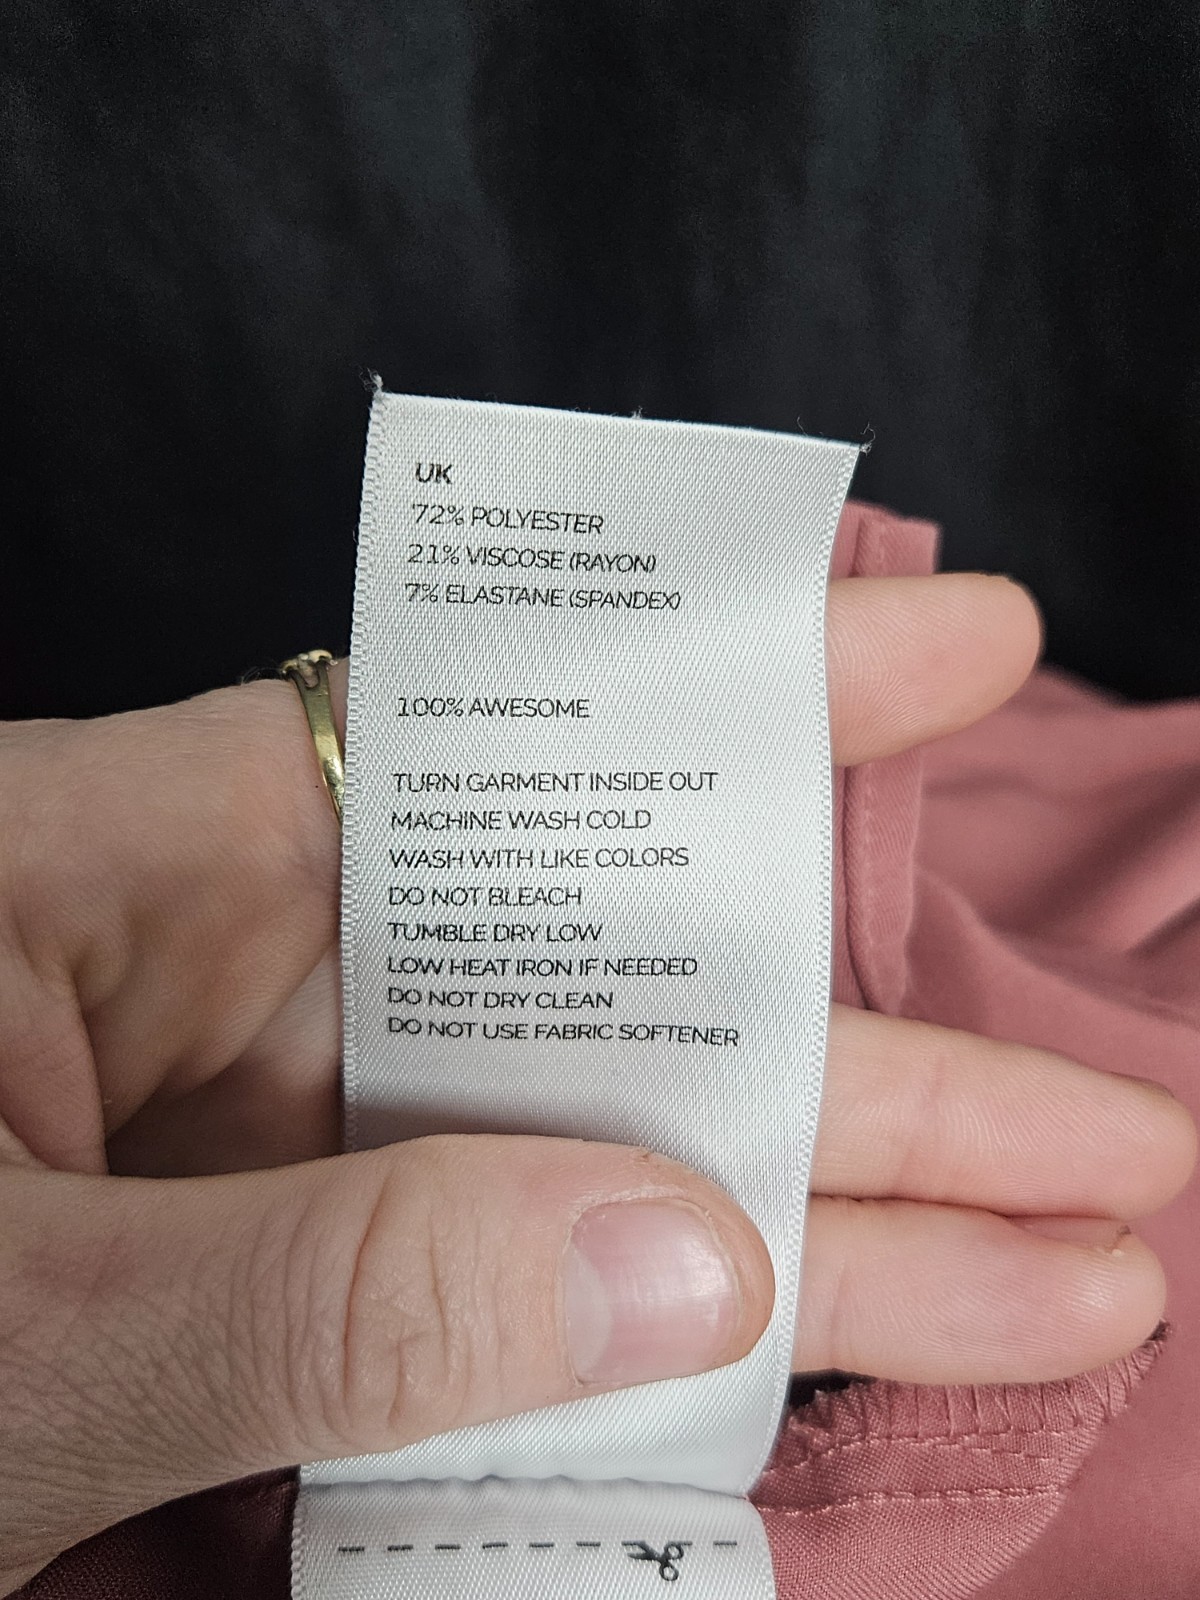 UK
72% POLYESTER
21% VISCOSE (RAYON)
7% ELASTANE (SPANDEX)
100% AWESOME
TURN GARMENT INSIDE OUT
MACHINE WASH COLD
WASH WITH LIKE COLORS
DO NOT BLEACH
TUMBLE DRY LOW
LOW HEAT IRON IF NEEDED
DO NOT DRY CLEAN
DO NOT USE FABRIC SOFTENER